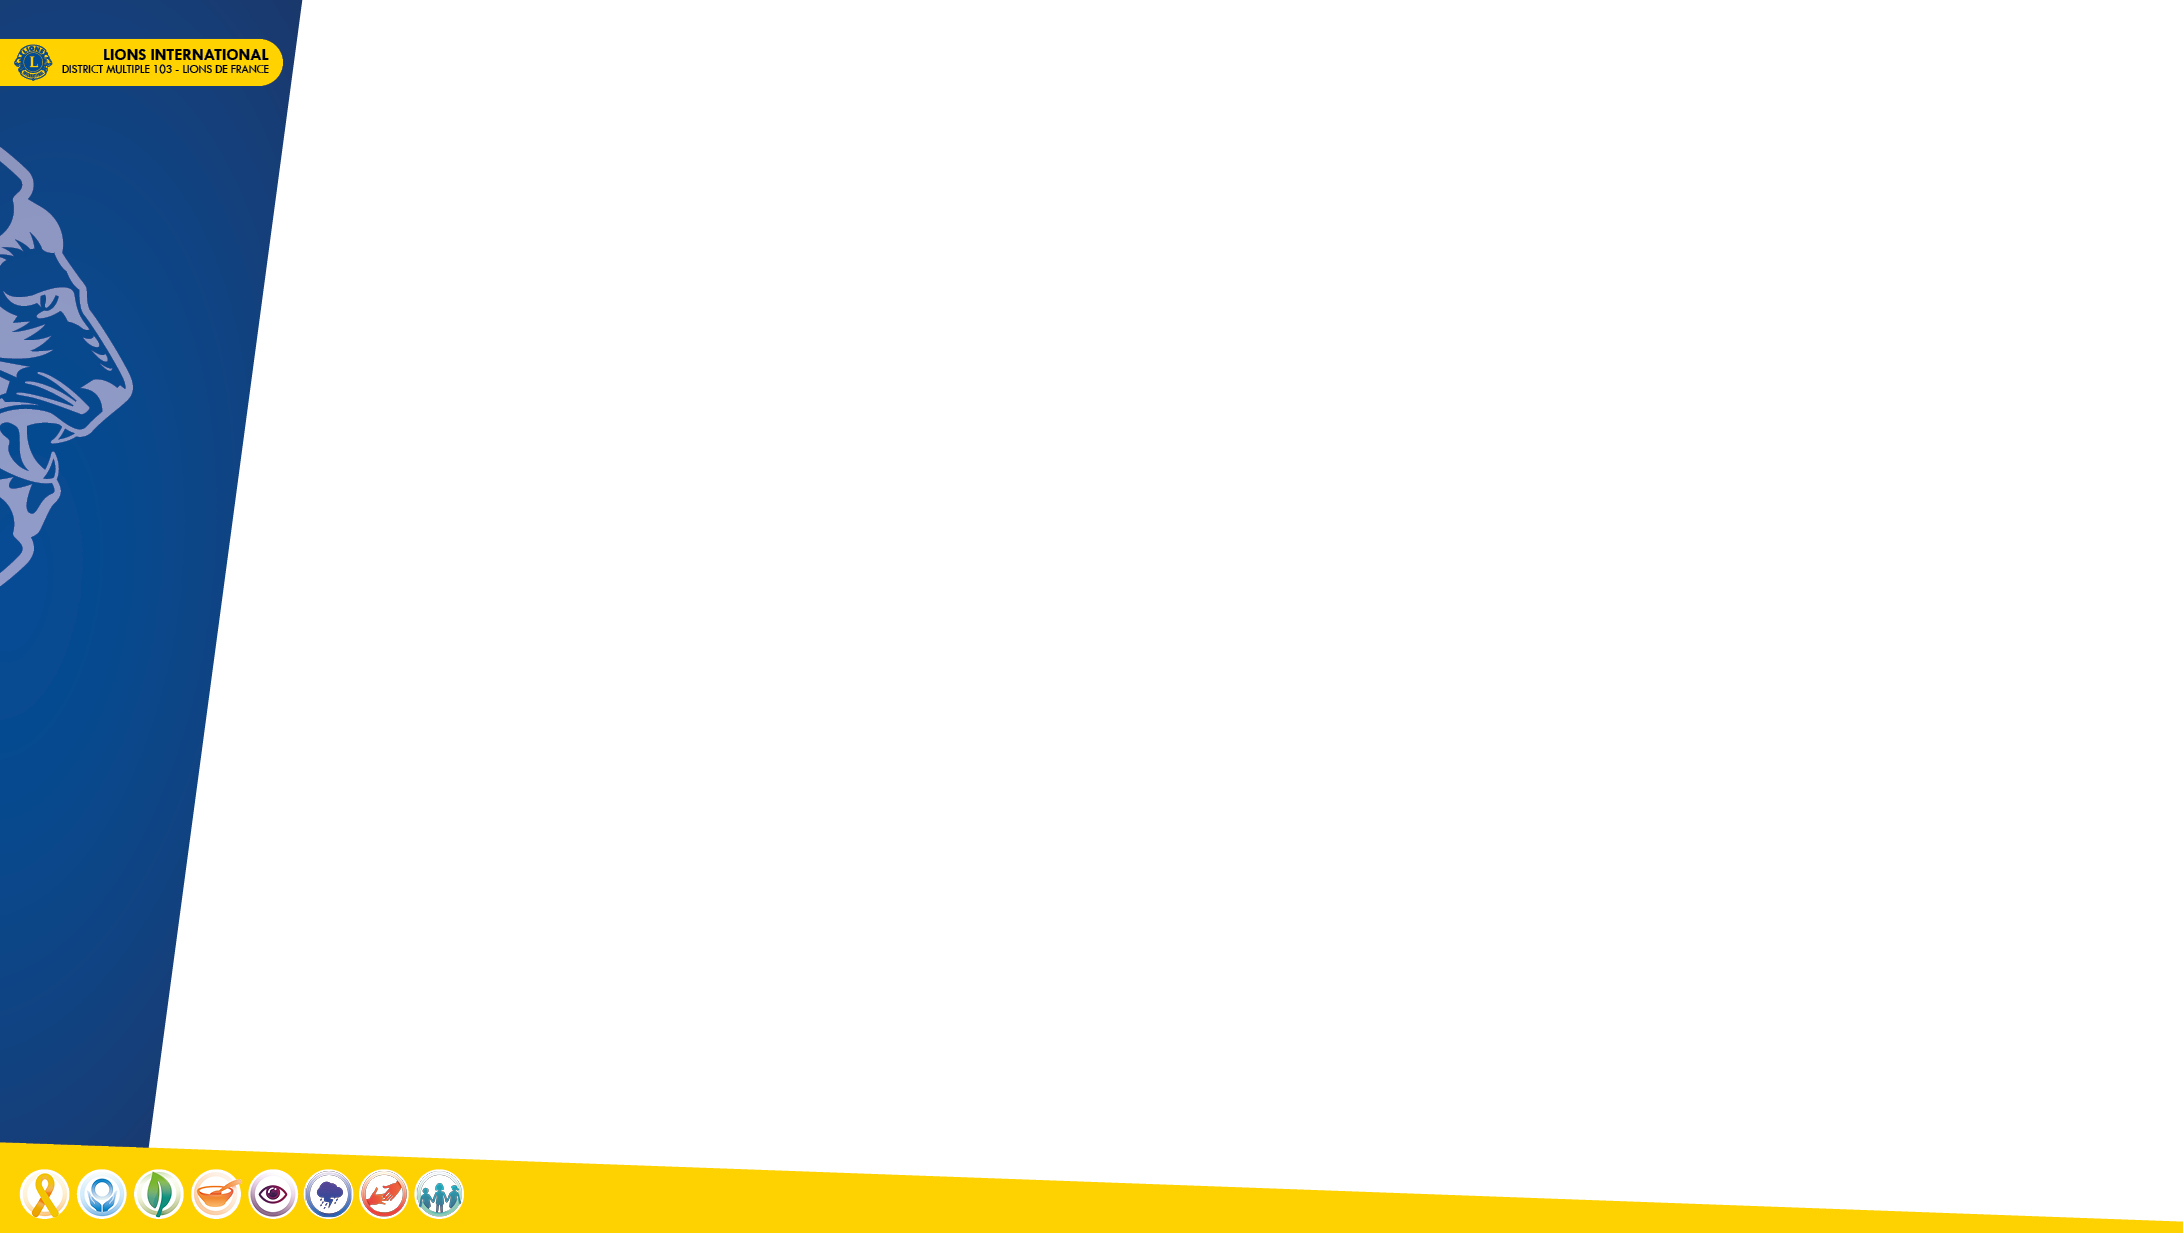 LIONS INTERNATIONAL
DISTRICT MULTIPLE 103 - LIONS DE FRANCE